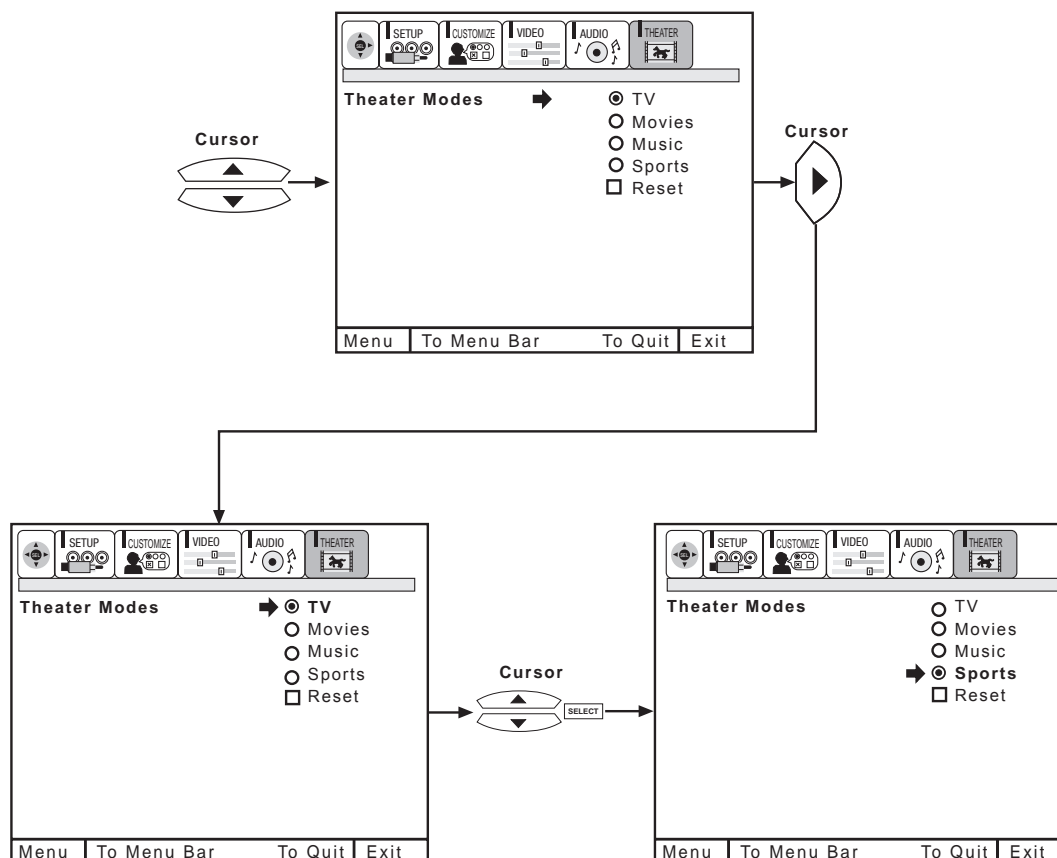 SETUP CUSTOMIZE VIDEO AUDIO THEATER
SEL
Theater Modes TV
Movies
Music
Sports
Reset
Menu To Menu Bar To Quit Exit
Cursor
Cursor
SETUP CUSTOMIZE VIDEO AUDIO THEATER
SEL
Theater Modes TV
Movies
Music
Sports
Reset
Menu To Menu Bar To Quit Exit
Cursor
SELECT
SETUP CUSTOMIZE VIDEO AUDIO THEATER
SEL
Theater Modes TV
Movies
Music
Sports
Reset
Menu To Menu Bar To Quit Exit